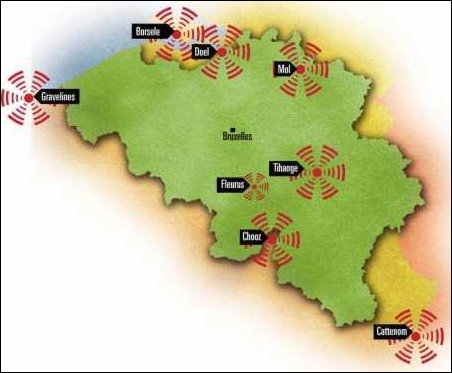 Borsele
Doel
Mol
Gravelines
Bruxelles
Tihange
Fleurus
Chooz
Cattenom